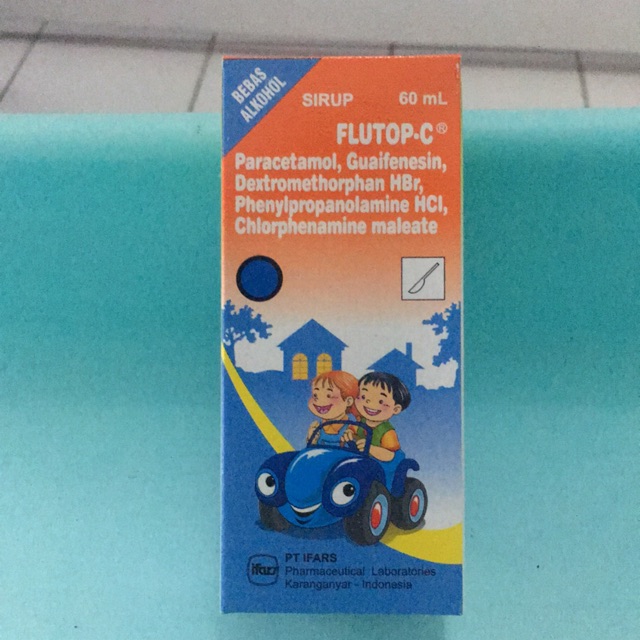 BEBAS
ALKOHOL
SIRUP 60 mL
FLUTOP-C®
Paracetamol, Guaifenesin,
Dextromethorphan HBr,
Phenylpropanolamine HCl,
Chlorphenamine maleate
ifars
PT IFARS
Pharmaceutical Laboratories
Karanganyar - Indonesia